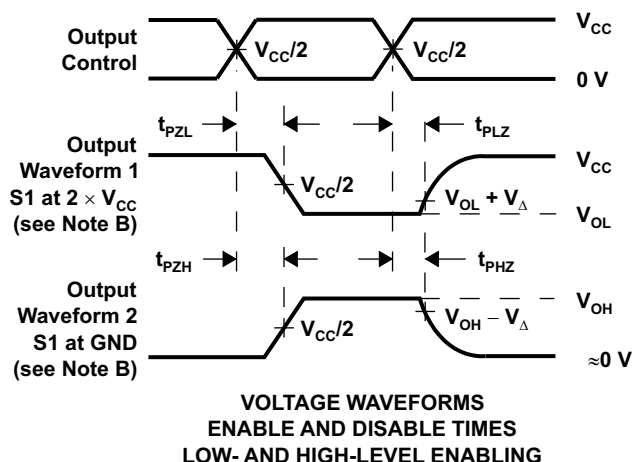 Output
Control
V_CC/2
V_CC/2
V_CC
0 V
t_PZL
t_PLZ
Output
Waveform 1
S1 at 2 × V_CC
(see Note B)
V_CC/2
V_CC
V_OL + V_Δ
V_OL
t_PZH
t_PHZ
Output
Waveform 2
S1 at GND
(see Note B)
V_CC/2
V_OH
V_OH − V_Δ
≈0 V
VOLTAGE WAVEFORMS
ENABLE AND DISABLE TIMES
LOW- AND HIGH-LEVEL ENABLING